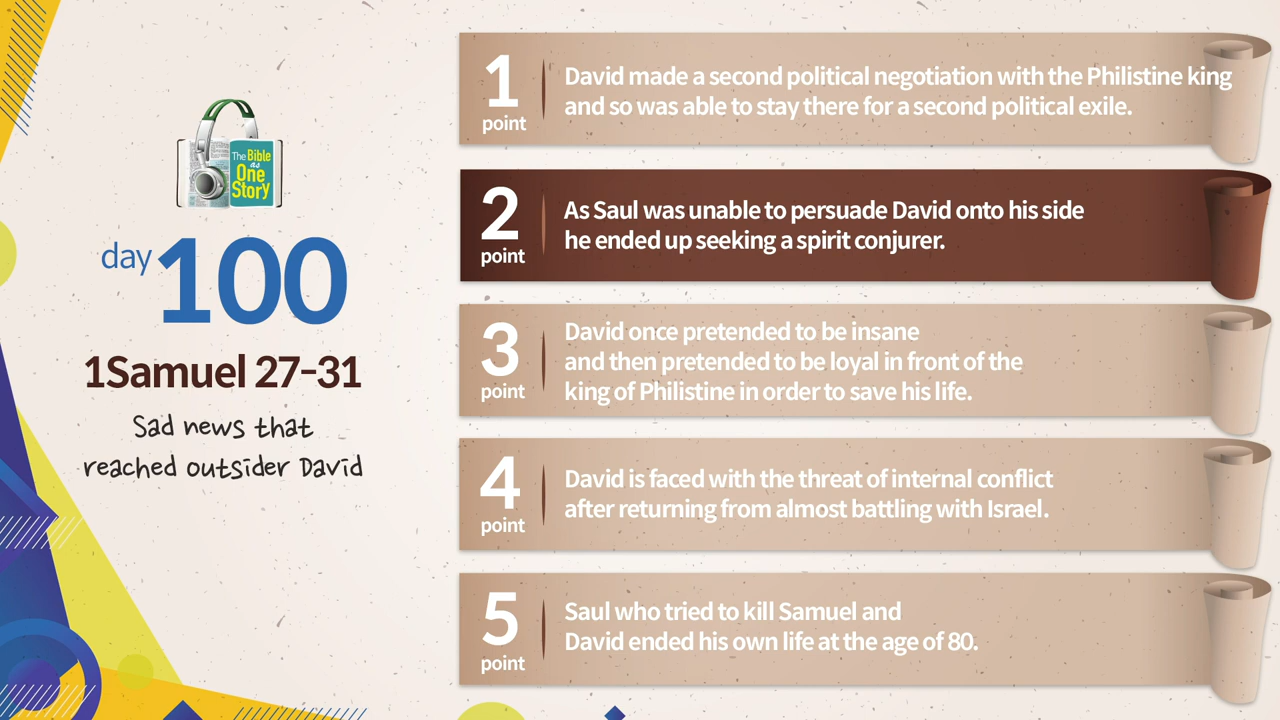 The Bible
as
One
Story
day 100
1Samuel 27-31
Sad news that
reached outsider David
1
point
David made a second political negotiation with the Philistine king
and so was able to stay there for a second political exile.
2
point
As Saul was unable to persuade David onto his side
he ended up seeking a spirit conjurer.
3
point
David once pretended to be insane
and then pretended to be loyal in front of the
king of Philistine in order to save his life.
4
point
David is faced with the threat of internal conflict
after returning from almost battling with Israel.
5
point
Saul who tried to kill Samuel and
David ended his own life at the age of 80.